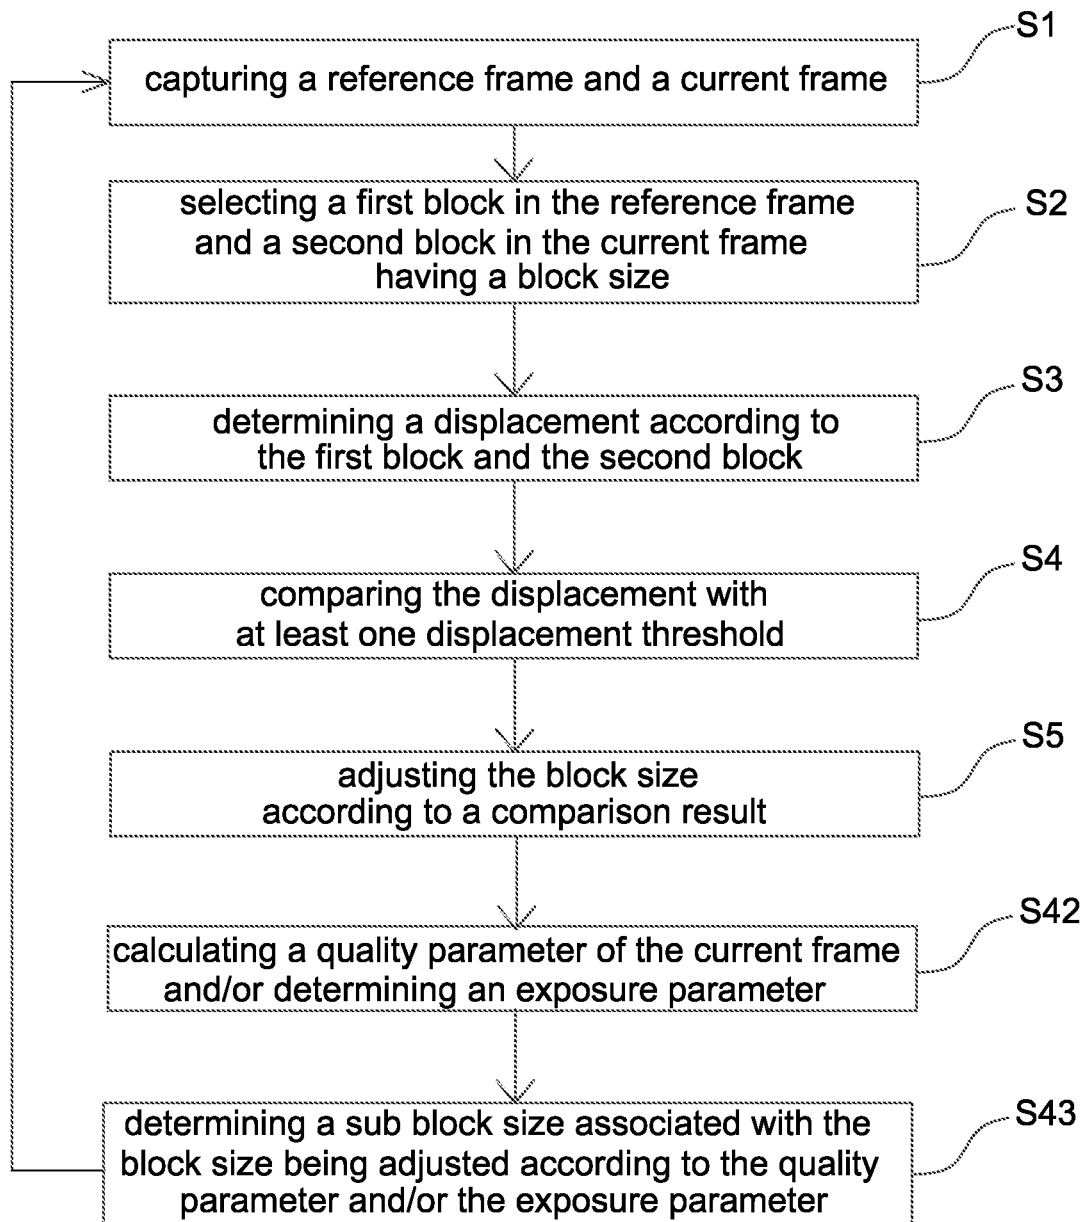 S1
capturing a reference frame and a current frame
S2
selecting a first block in the reference frame
and a second block in the current frame
having a block size
S3
determining a displacement according to
the first block and the second block
S4
comparing the displacement with
at least one displacement threshold
S5
adjusting the block size
according to a comparison result
S42
calculating a quality parameter of the current frame
and/or determining an exposure parameter
S43
determining a sub block size associated with the
block size being adjusted according to the quality
parameter and/or the exposure parameter